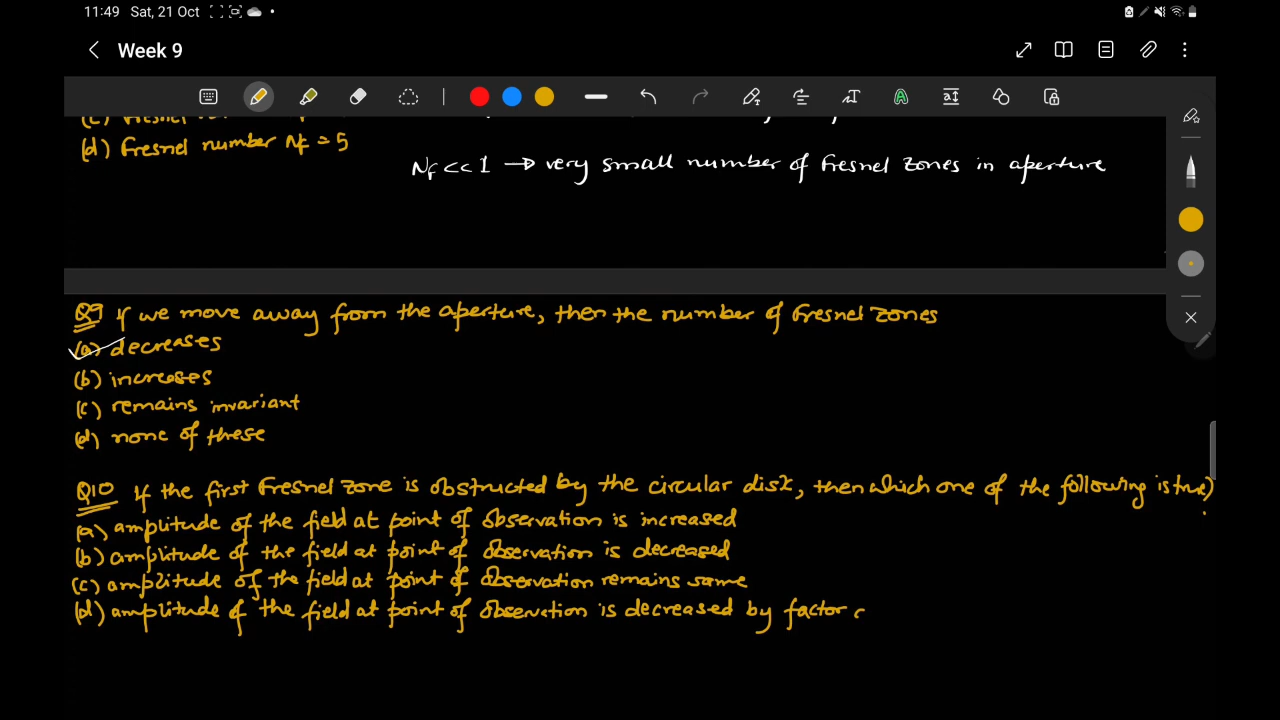 11:49 Sat, 21 Oct
Week 9
(d) Fresnel number Nf = 5
Nf << 1 → very small number of Fresnel zones in aperture
Q9 If we move away from the aperture, then the number of Fresnel zones
(a) decreases
(b) increases
(c) remains invariant
(d) none of these
Q10 If the first Fresnel zone is obstructed by the circular disk, then which one of the following is true?
(a) amplitude of the field at point of observation is increased
(b) amplitude of the field at point of observation is decreased
(c) amplitude of the field at point of observation remains same
(d) amplitude of the field at point of observation is decreased by factor